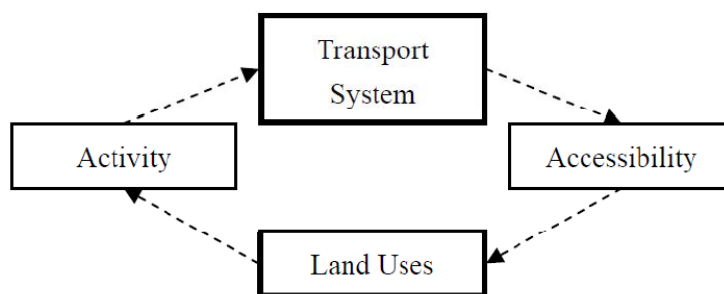 Transport
System
Activity
Accessibility
Land Uses